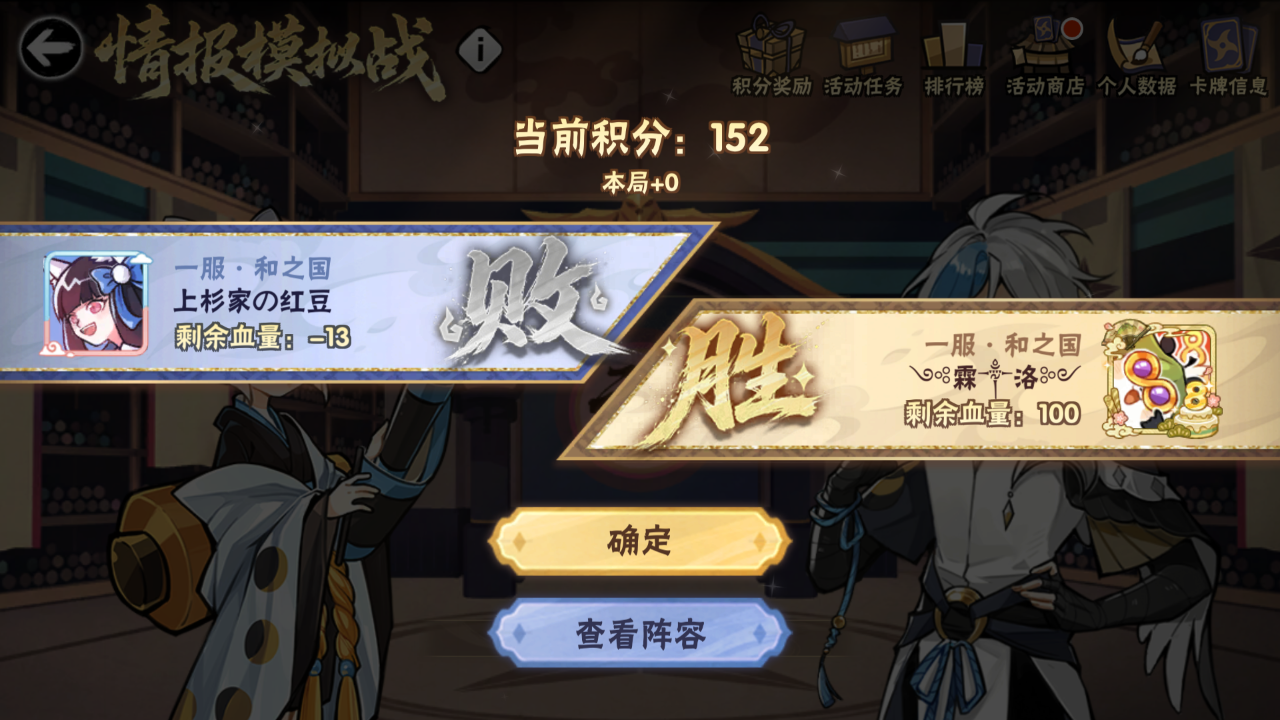 情报模拟战
积分奖励
活动任务
排行榜
活动商店
个人数据
卡牌信息
当前积分：152
本局+0
一服·和之国
上杉家の红豆
剩余血量：-13
败
胜
一服·和之国
霖 洛
剩余血量：100
确定
查看阵容